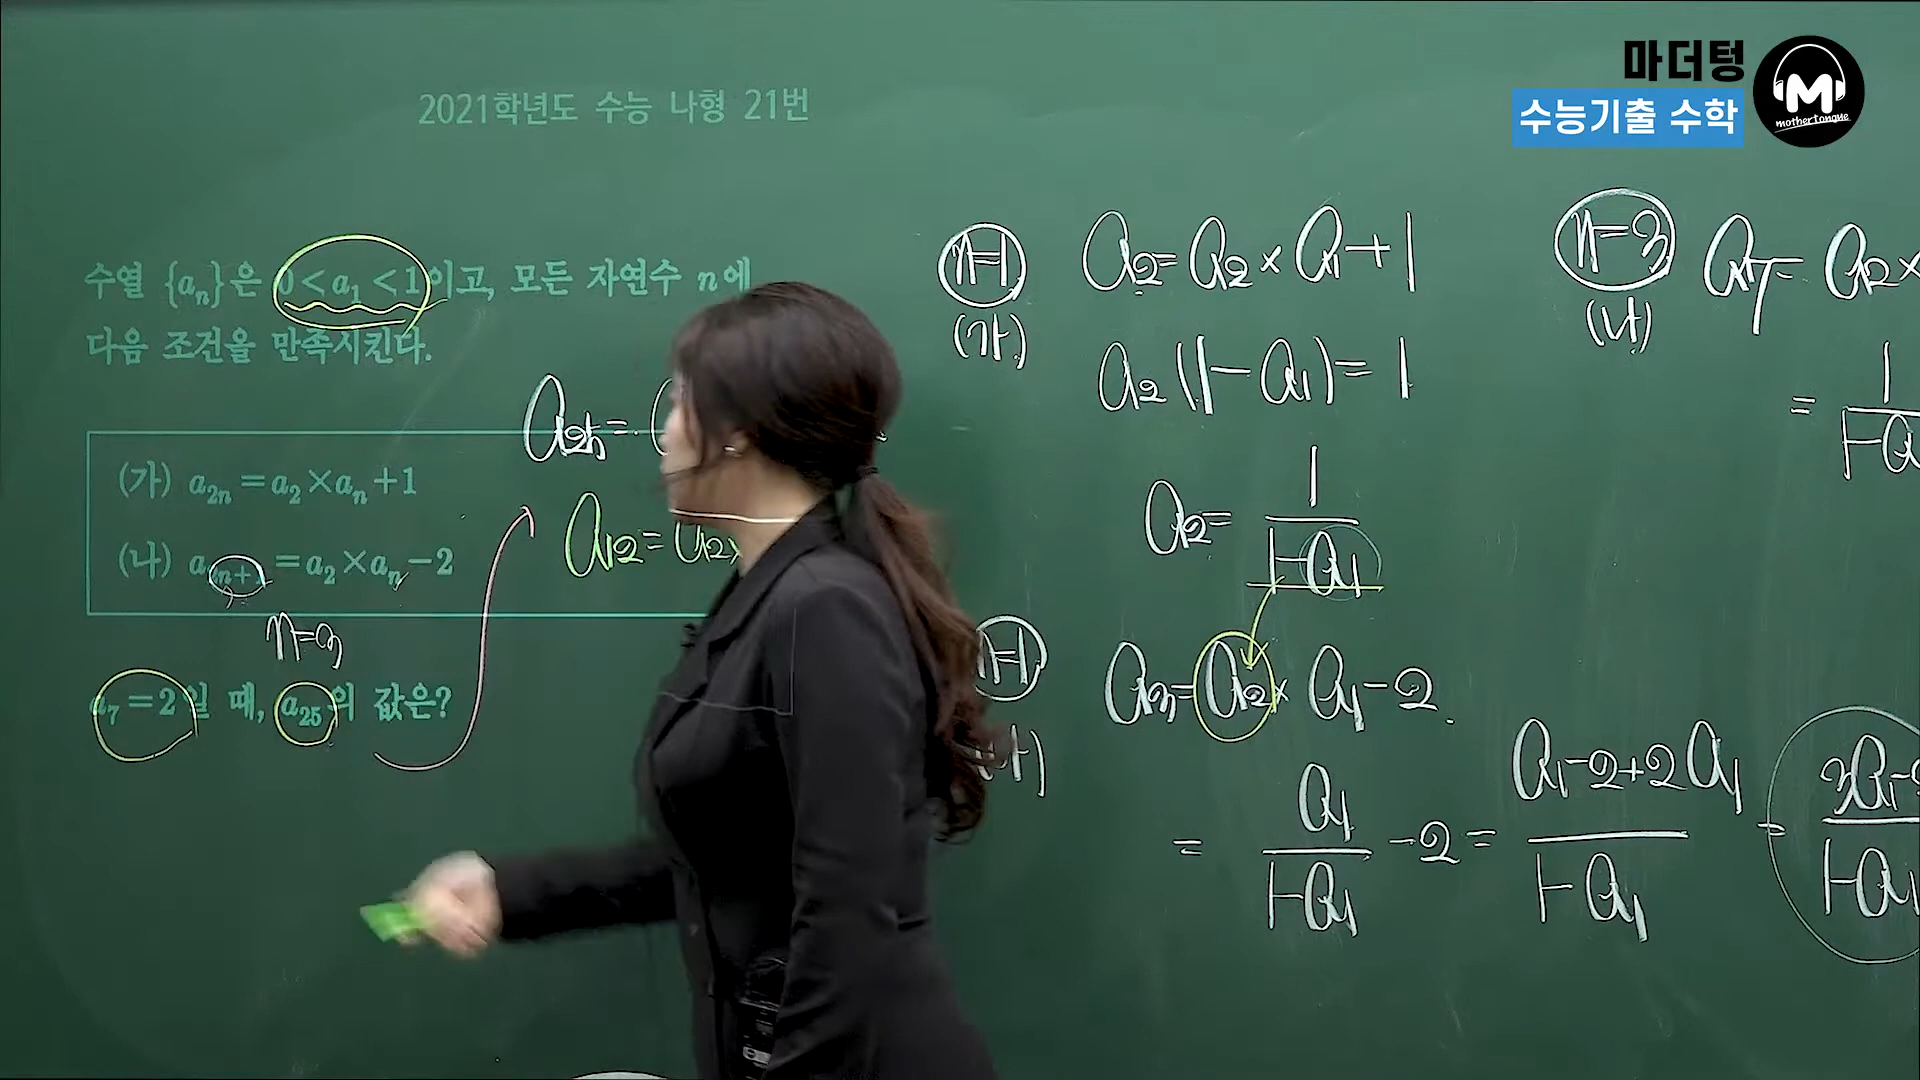 마더텅
수능기출 수학
M
mothertongue
2021학년도 수능 나형 21번
수열 {aₙ}은 0<a₁<1이고, 모든 자연수 n에
다음 조건을 만족시킨다.
(가) a₂ₙ=a₂×aₙ+1
(나) =a₂×aₙ-2
a₇=2일 때, a₂₅의 값은?
a₂₅=
a₁₂=a₂×
n=1
(가)
a₂=a₂×a₁+1
a₂(1-a₁)=1
a₂=1/(1-a₁)
n=1
a₃=a₂×a₁-2
=a₁/(1-a₁)-2=(a₁-2+2a₁)/(1-a₁)=
n=3
(나)
a₇=a₂×
=